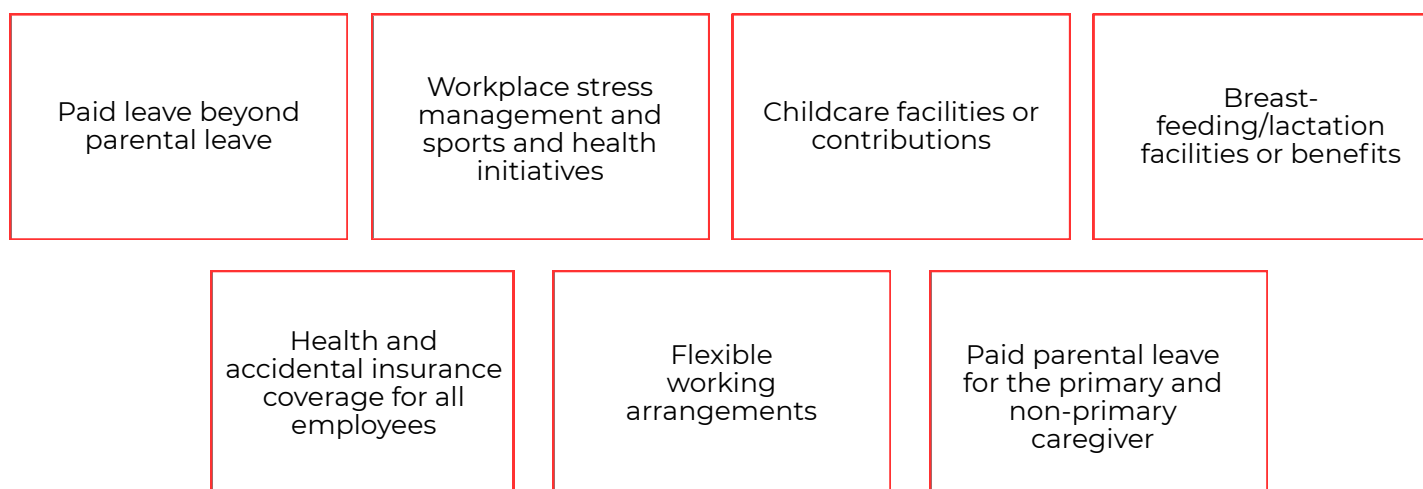 Paid leave beyond
parental leave
Workplace stress
management and
sports and health
initiatives
Childcare facilities or
contributions
Breast-
feeding/lactation
facilities or benefits
Health and
accidental insurance
coverage for all
employees
Flexible
working
arrangements
Paid parental leave
for the primary and
non-primary
caregiver